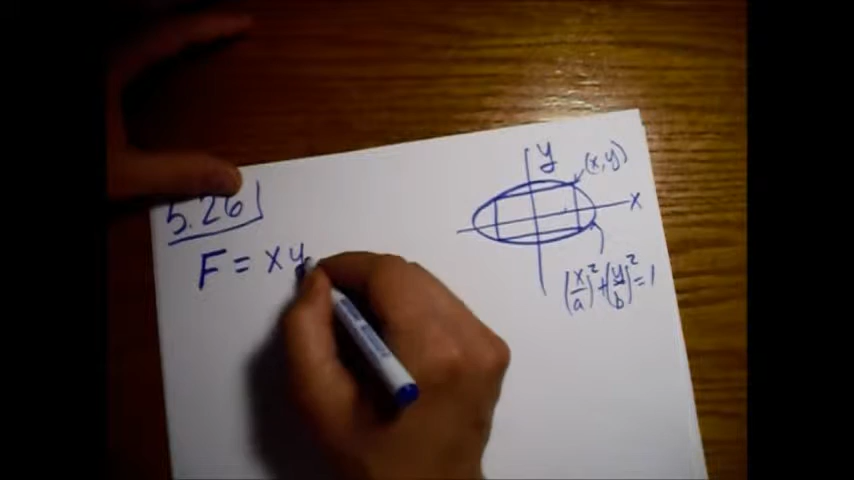 5.26
F = xy
y
(x,y)
x
(x/a)² + (y/b)² = 1